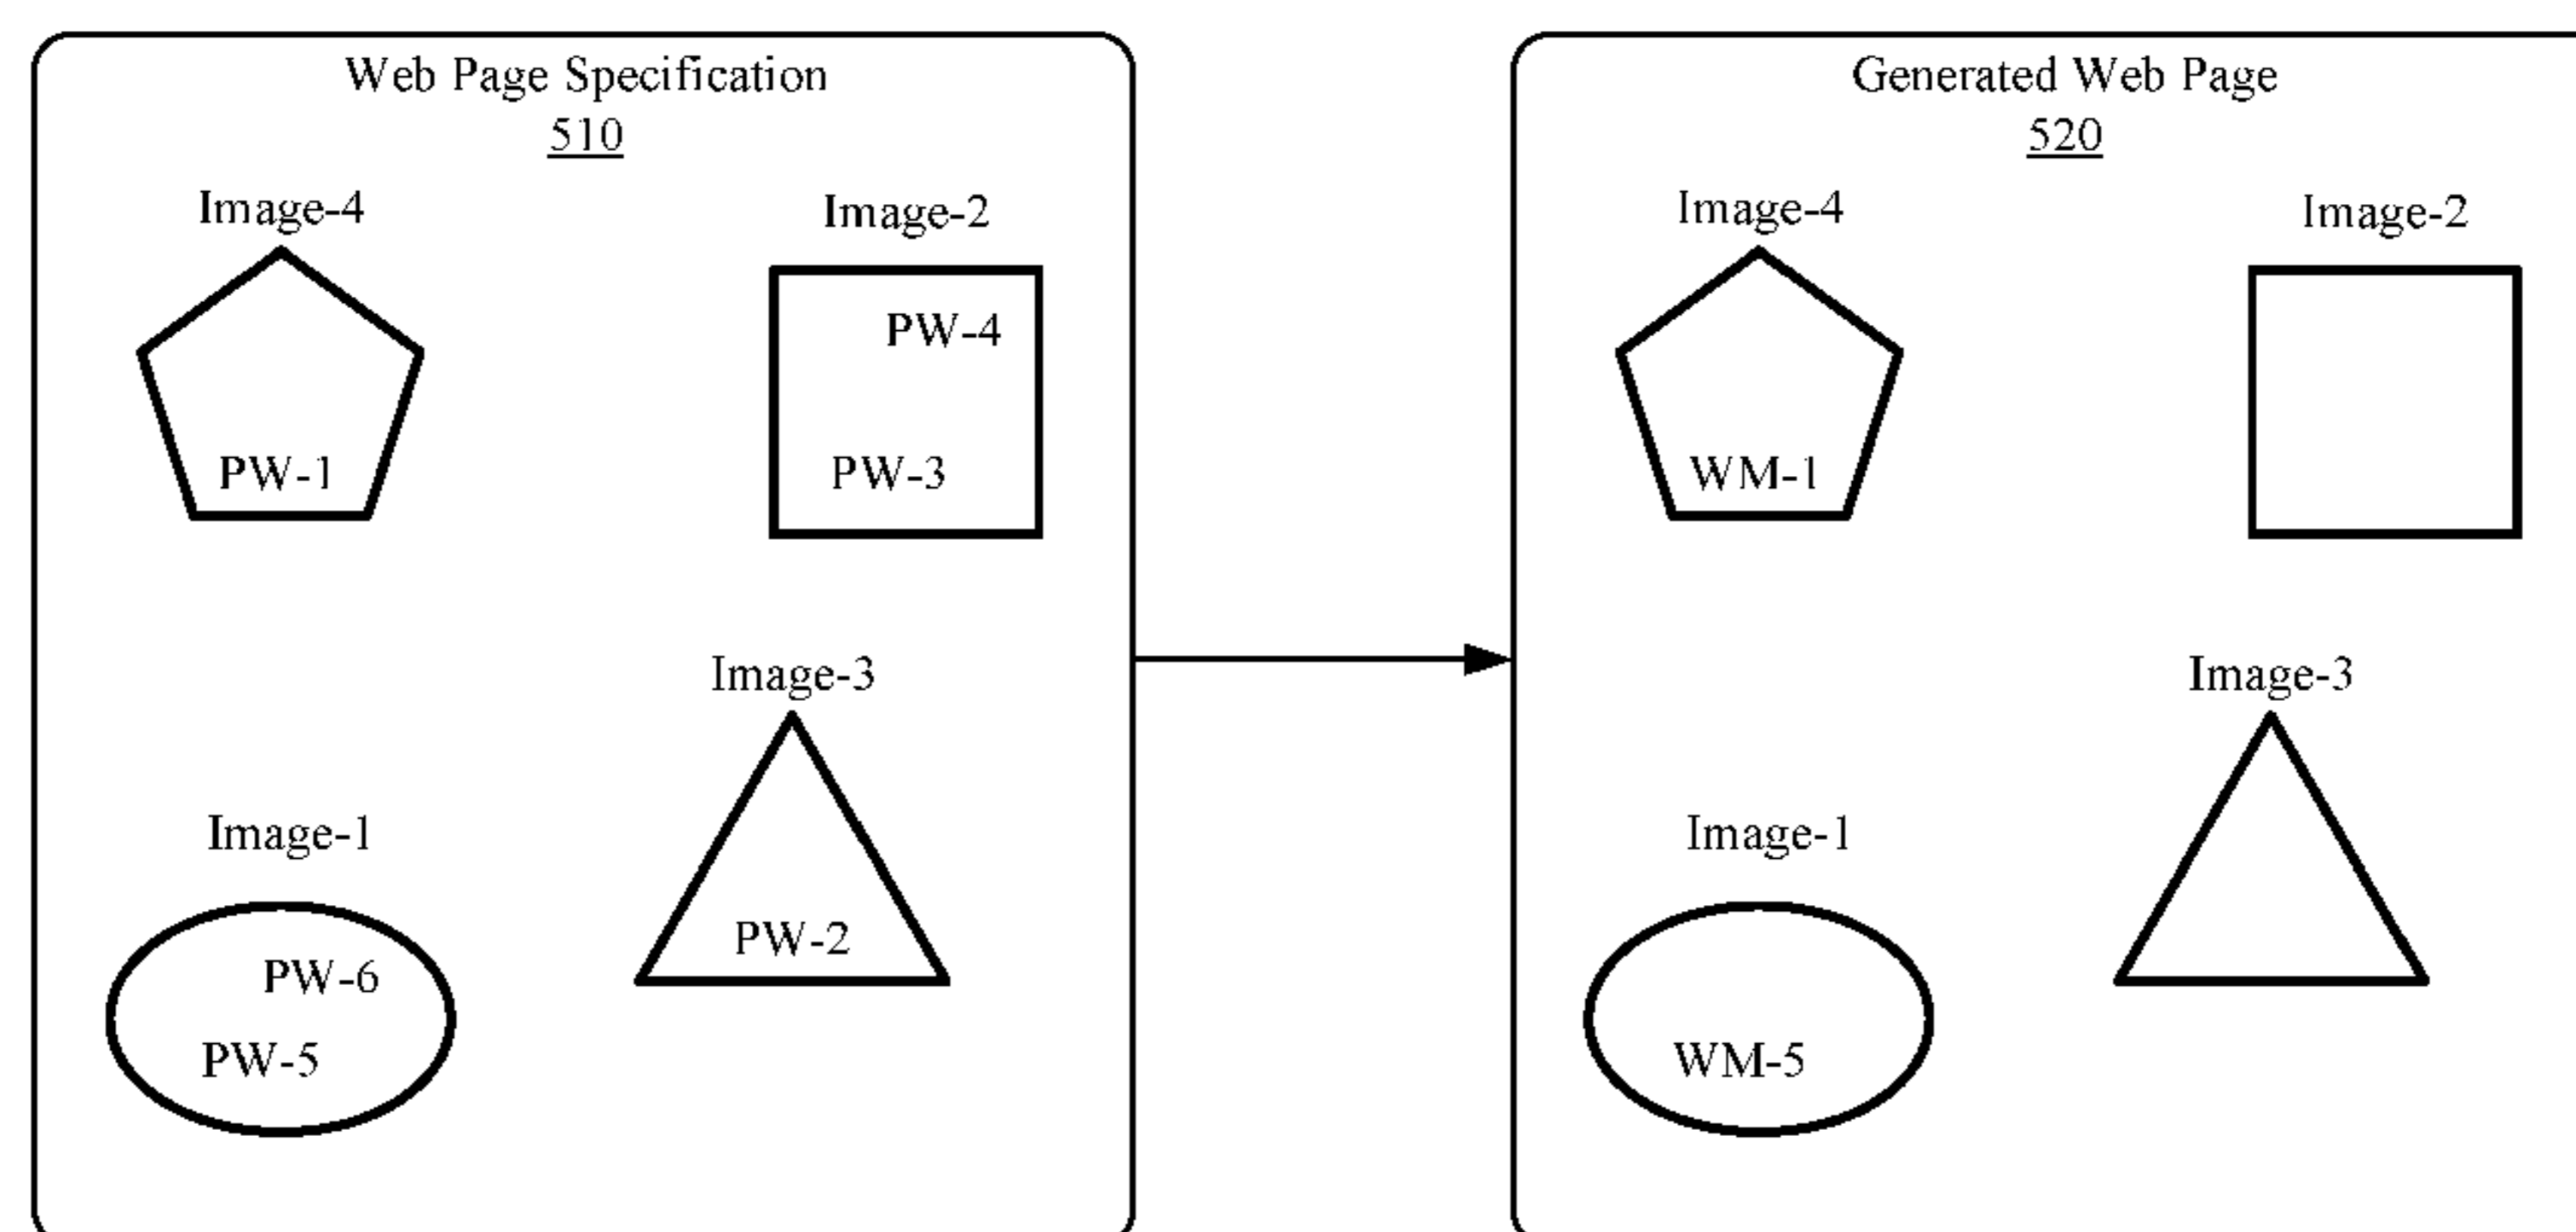 Web Page Specification
510
Image-4
Image-2
PW-4
PW-1
PW-3
Image-3
Image-1
PW-2
PW-6
PW-5
Generated Web Page
520
Image-4
Image-2
WM-1
Image-3
Image-1
WM-5